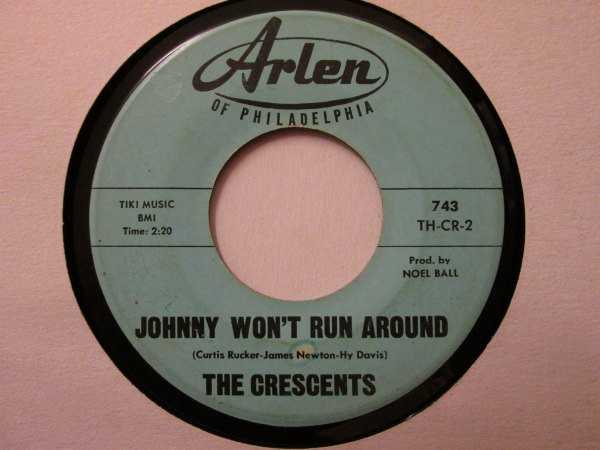 Arlen
OF PHILADELPHIA
TIKI MUSIC
BMI
Time: 2:20
743
TH-CR-2
Prod. by
NOEL BALL
JOHNNY WON'T RUN AROUND
(Curtis Rucker-James Newton-Hy Davis)
THE CRESCENTS